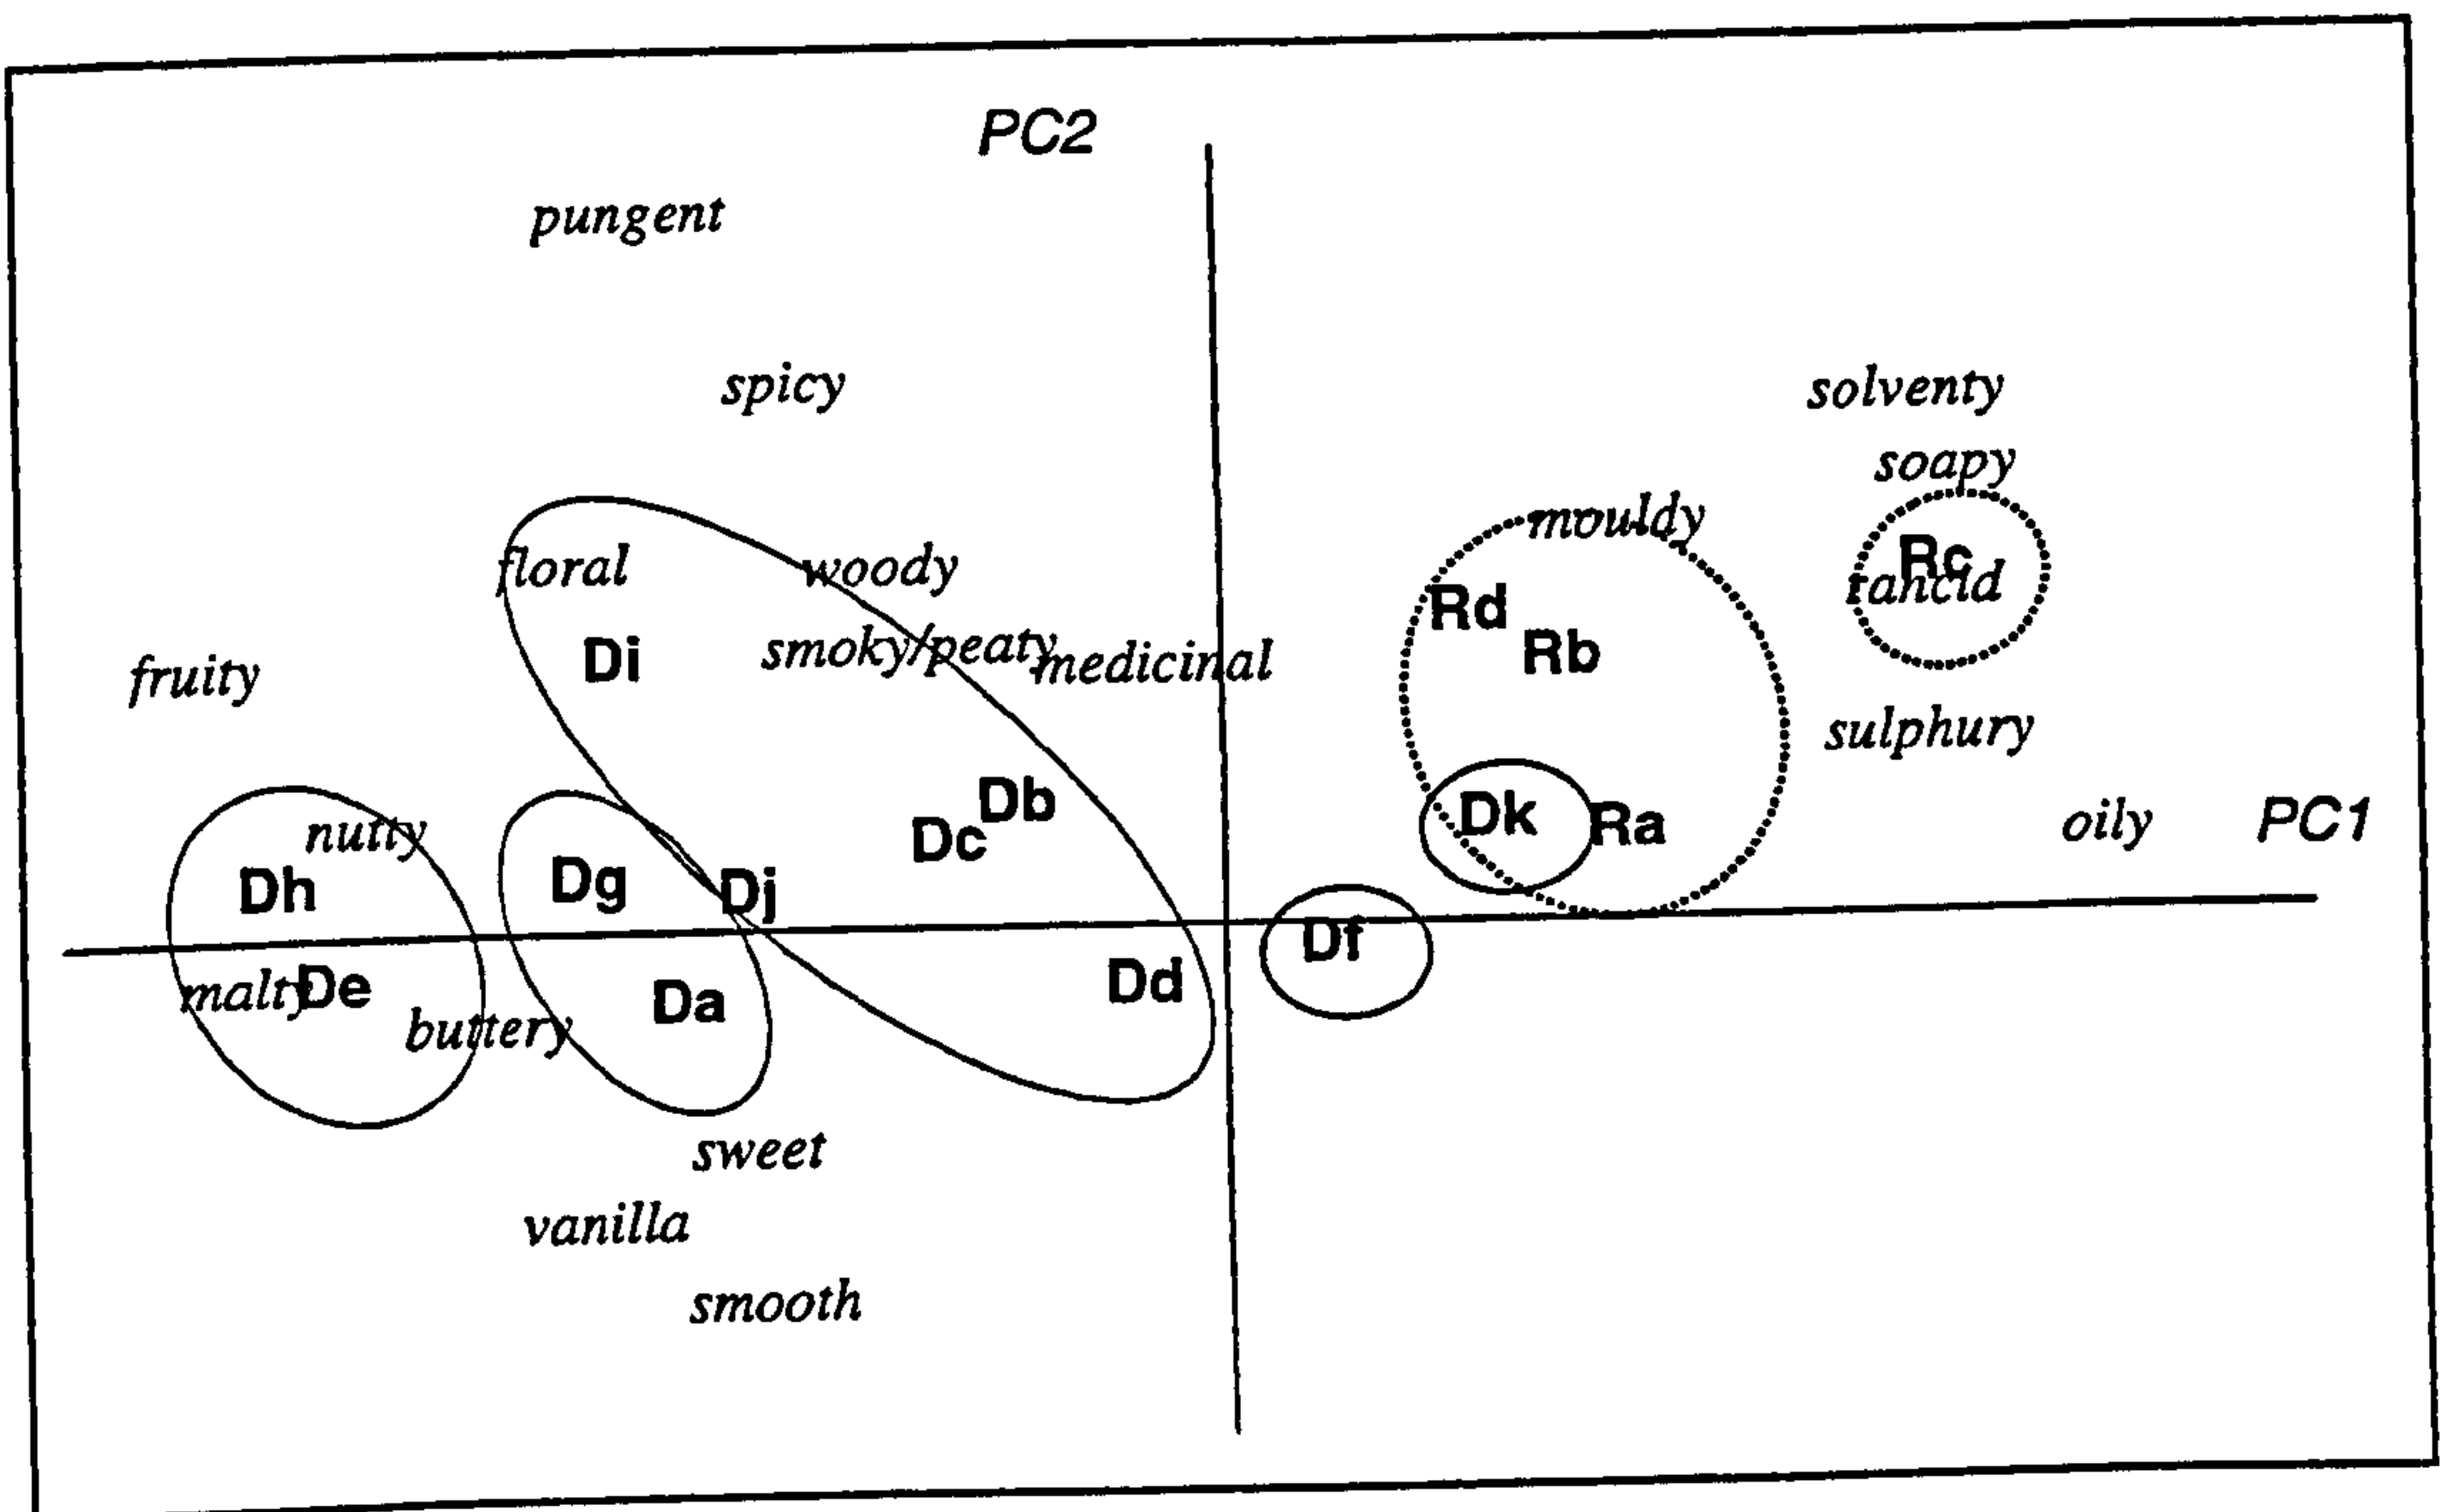 PC2
pungent
spicy
solventy
soapy
mouldy
floral
woody
Rc
rancid
Rd
Rb
Di
smoky/peaty
medicinal
fruity
sulphury
Db
Dc
Dk
Ra
oily
PC1
nutty
Dh
Dg
Dj
Df
malty
De
buttery
Da
Dd
sweet
vanilla
smooth